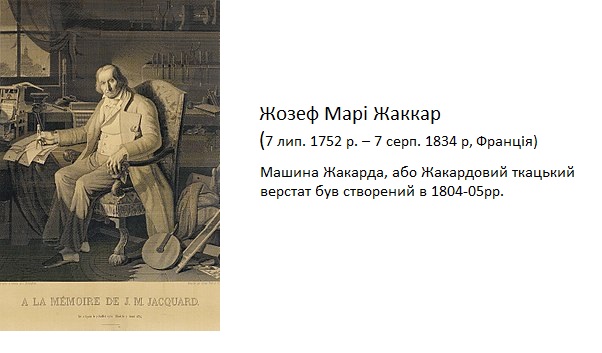 Жозеф Марі Жаккар
(7 лип. 1752 р. – 7 серп. 1834 р, Франція)
Машина Жакарда, або Жакардовий ткацький
верстат був створений в 1804-05рр.
A LA MÉMOIRE DE J. M. JACQUARD.